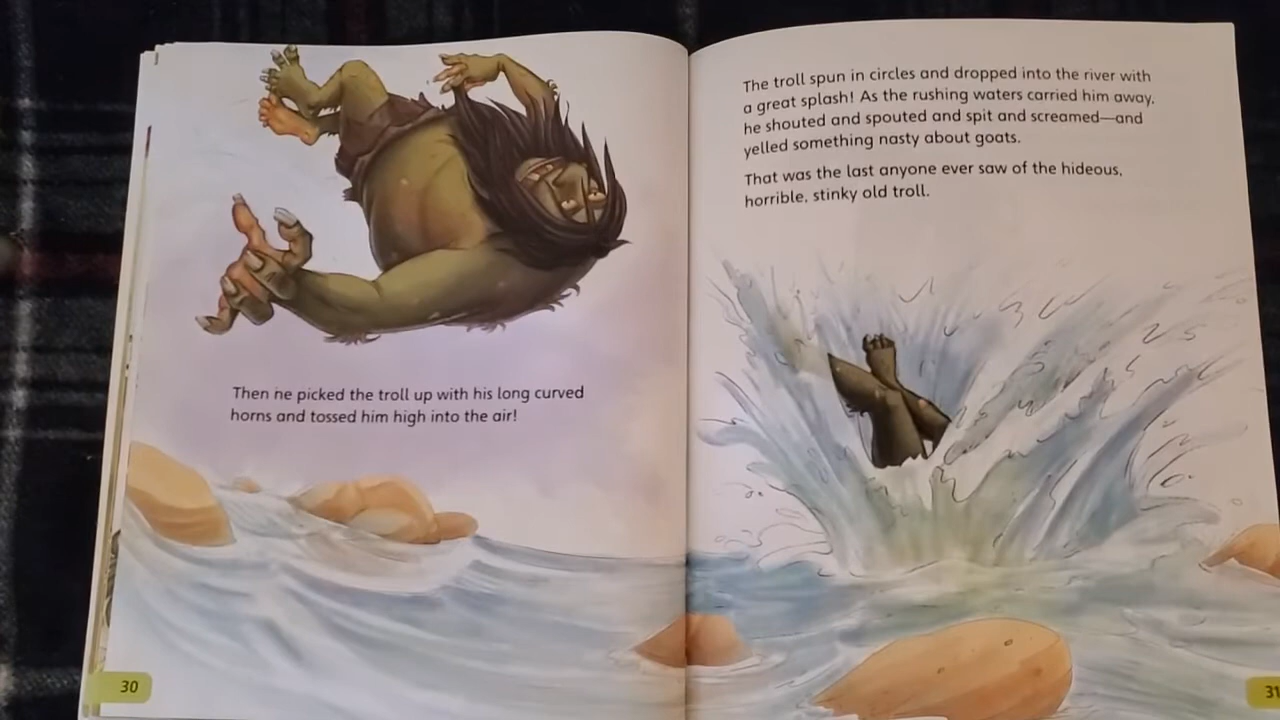 Then he picked the troll up with his long curved
horns and tossed him high into the air!
30
The troll spun in circles and dropped into the river with
a great splash! As the rushing waters carried him away,
he shouted and spouted and spit and screamed—and
yelled something nasty about goats.
That was the last anyone ever saw of the hideous,
horrible, stinky old troll.
31